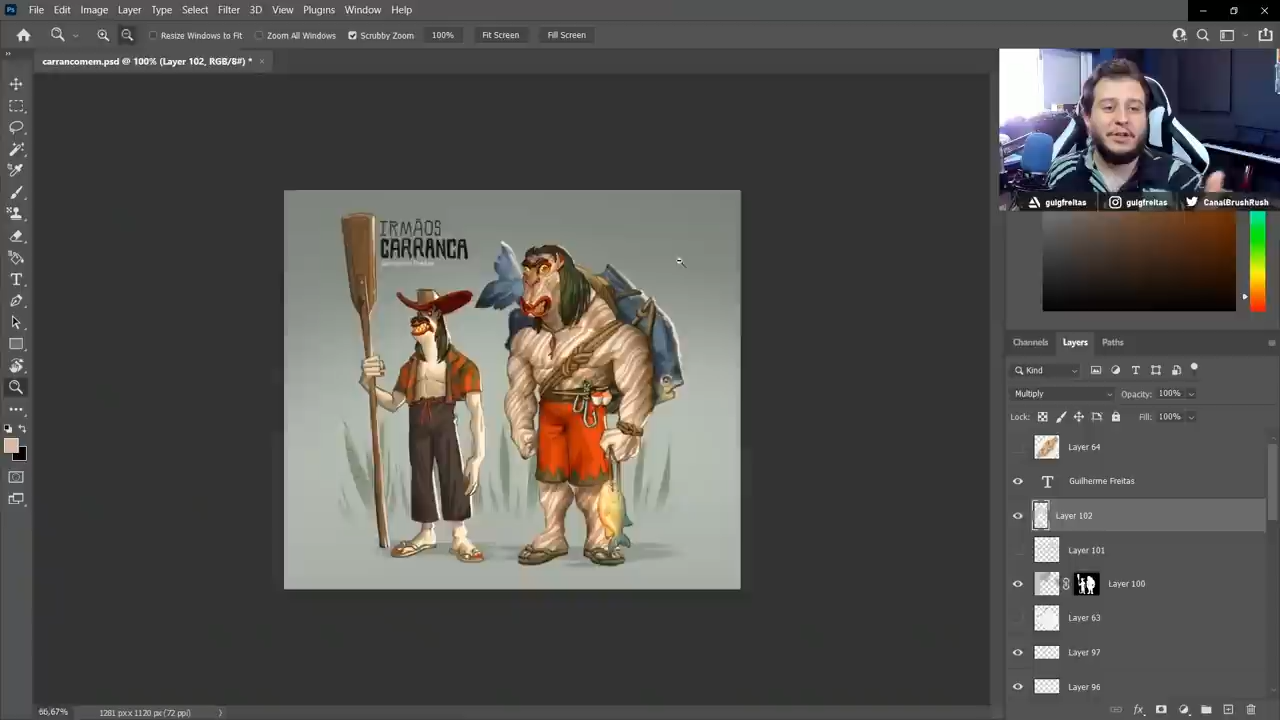 Ps File Edit Image Layer Type Select Filter 3D View Plugins Window Help
Resize Windows to Fit Zoom All Windows Scrubby Zoom 100% Fit Screen Fill Screen
carrancomem.psd @ 100% (Layer 102, RGB/8#) * ×
IRMÃOS
CARRANCA
guigfreitas guigfreitas CanalBrushRush
Channels Layers Paths
Kind
Multiply Opacity: 100%
Lock: Fill: 100%
Layer 64
T Guilherme Freitas
Layer 102
Layer 101
Layer 100
Layer 63
Layer 97
Layer 96
66,67% 1281 px x 1120 px (72 ppi)